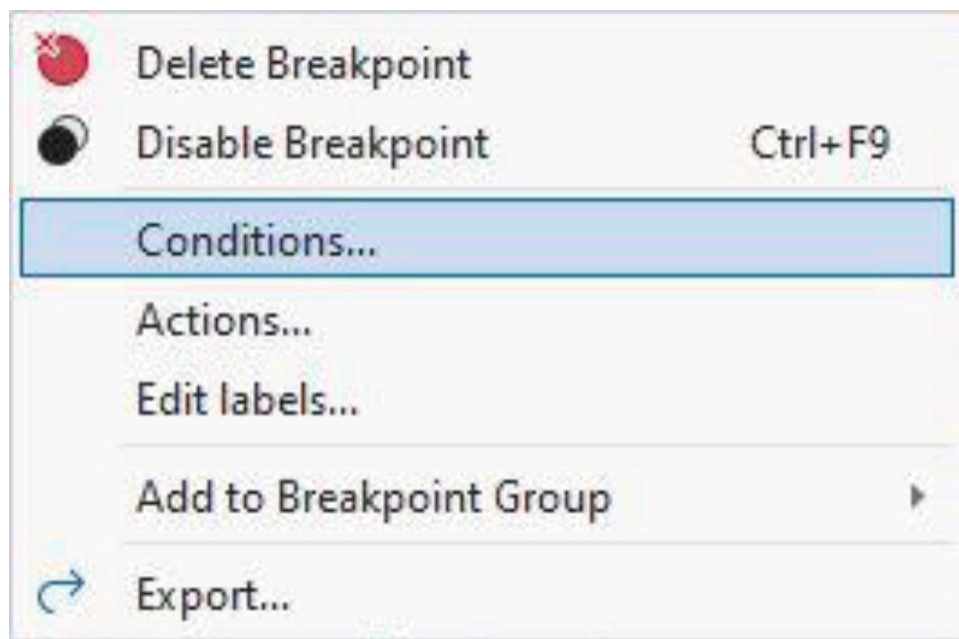 Delete Breakpoint
Disable Breakpoint Ctrl+F9
Conditions...
Actions...
Edit labels...
Add to Breakpoint Group
Export...